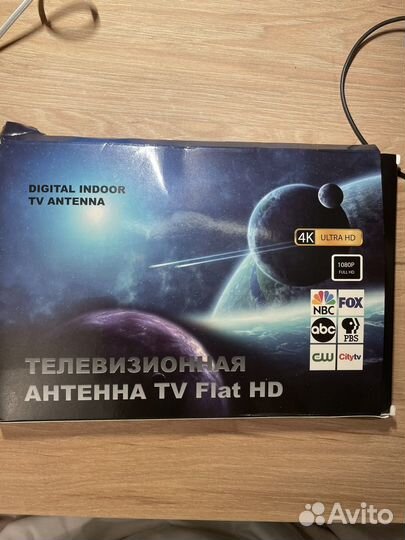 DIGITAL INDOOR
TV ANTENNA
4K ULTRA HD
1080P
FULL HD
NBC FOX
abc PBS
CW Citytv
ТЕЛЕВИЗИОННАЯ
АНТЕННА TV Flat HD
Avito